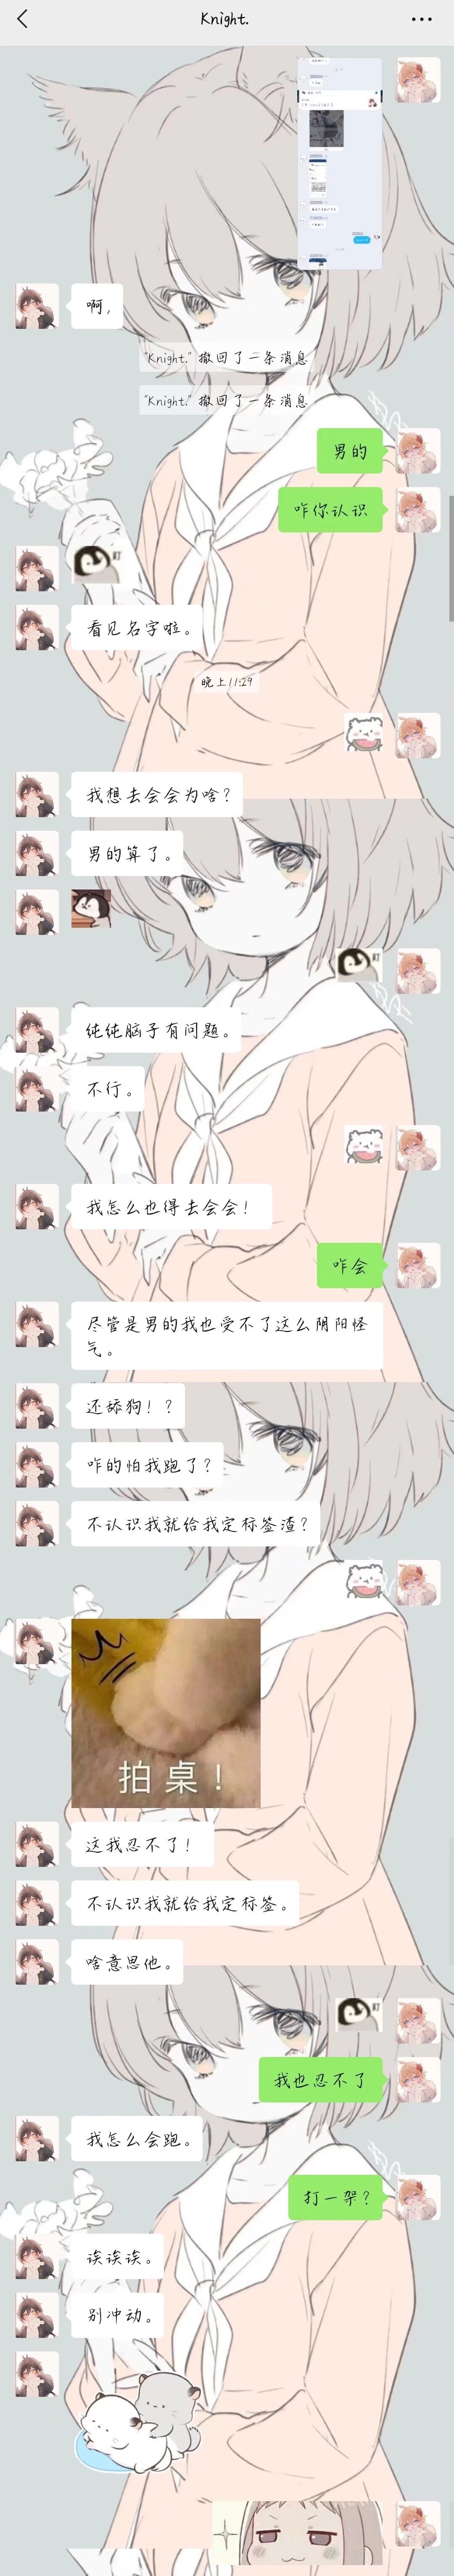 Knight.
啊，
"Knight." 撤回了一条消息
"Knight." 撤回了一条消息
男的
咋你认识
盯
看见名字啦。
晚上11:29
我想去会会为啥？
男的算了。
盯
纯纯脑子有问题。
不行。
我怎么也得去会会！
咋会
尽管是男的我也受不了这么阴阳怪
气。
还舔狗！？
咋的怕我跑了？
不认识我就给我定标签渣？
拍桌！
这我忍不了！
不认识我就给我定标签。
啥意思他。
盯
我也忍不了
我怎么会跑。
打一架？
诶诶诶。
别冲动。